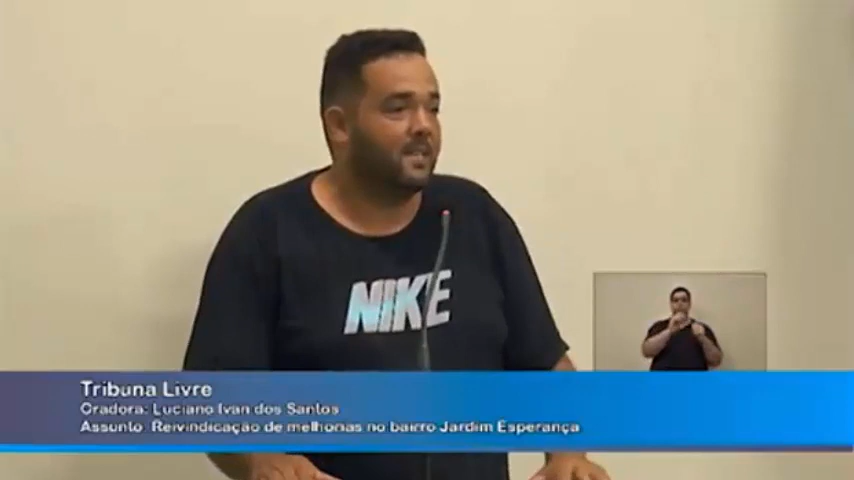 NIKE
Tribuna Livre
Oradora: Luciano Ivan dos Santos
Assunto: Reivindicação de melhorias no bairro Jardim Esperança